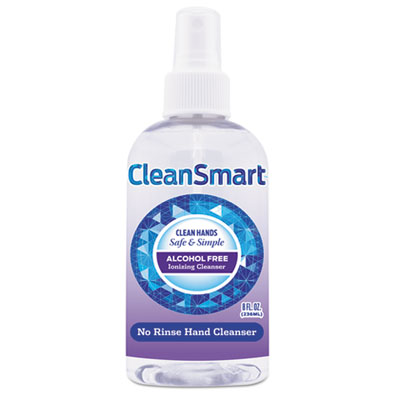 CleanSmart
CLEAN HANDS
Safe & Simple
ALCOHOL FREE
Ionizing Cleanser
8 FL. OZ.
(236ML)
No Rinse Hand Cleanser